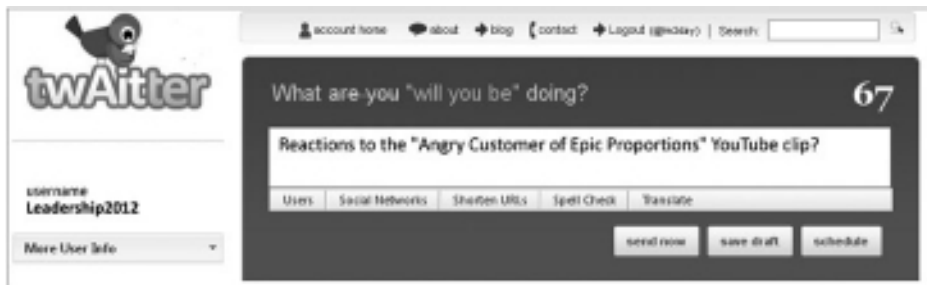 twAitter
account home about blog contact Logout | Search:
What are you "will you be" doing? 67
Reactions to the "Angry Customer of Epic Proportions" YouTube clip?
Users Social Networks Shorten URLs Spell Check Translate
username
Leadership2012
More User Info
send now save draft schedule